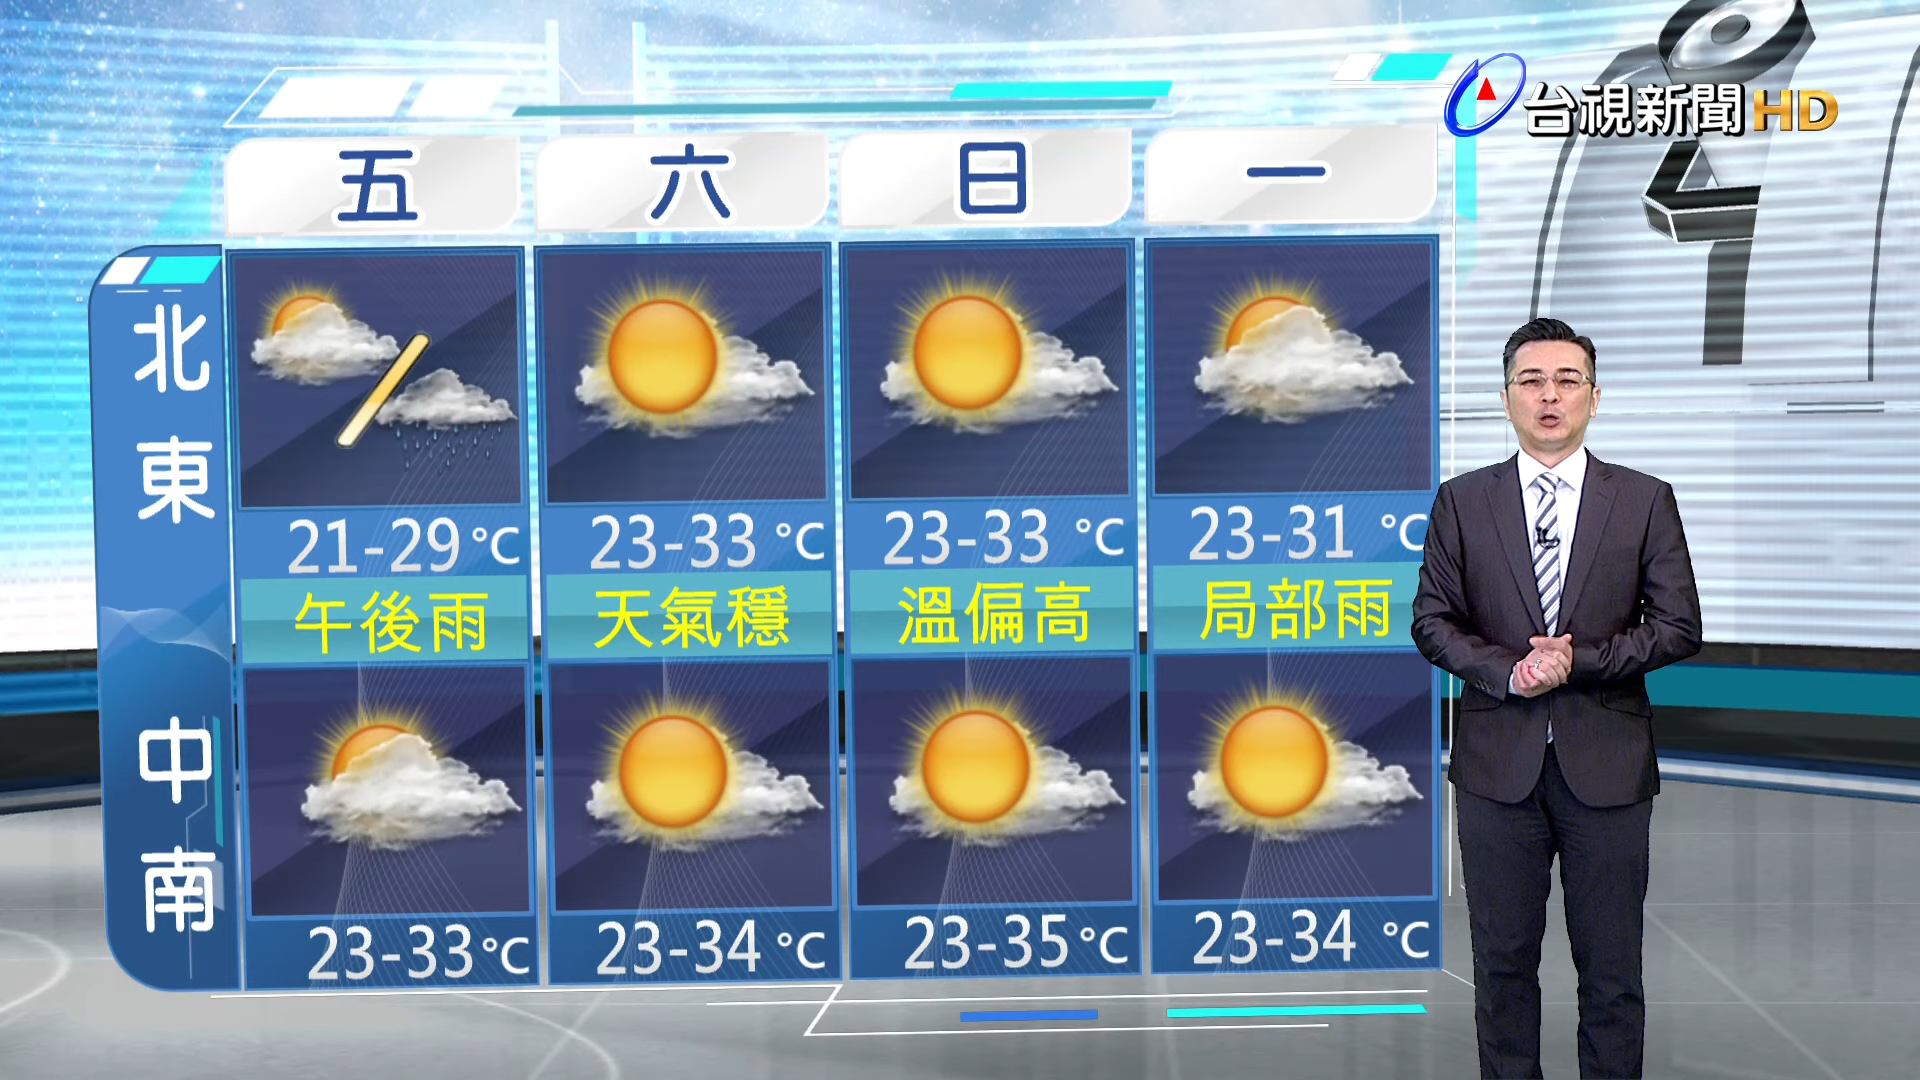 台視新聞HD
五 六 日 一
北東
21-29℃ 23-33℃ 23-33℃ 23-31℃
午後雨 天氣穩 溫偏高 局部雨
中南
23-33℃ 23-34℃ 23-35℃ 23-34℃